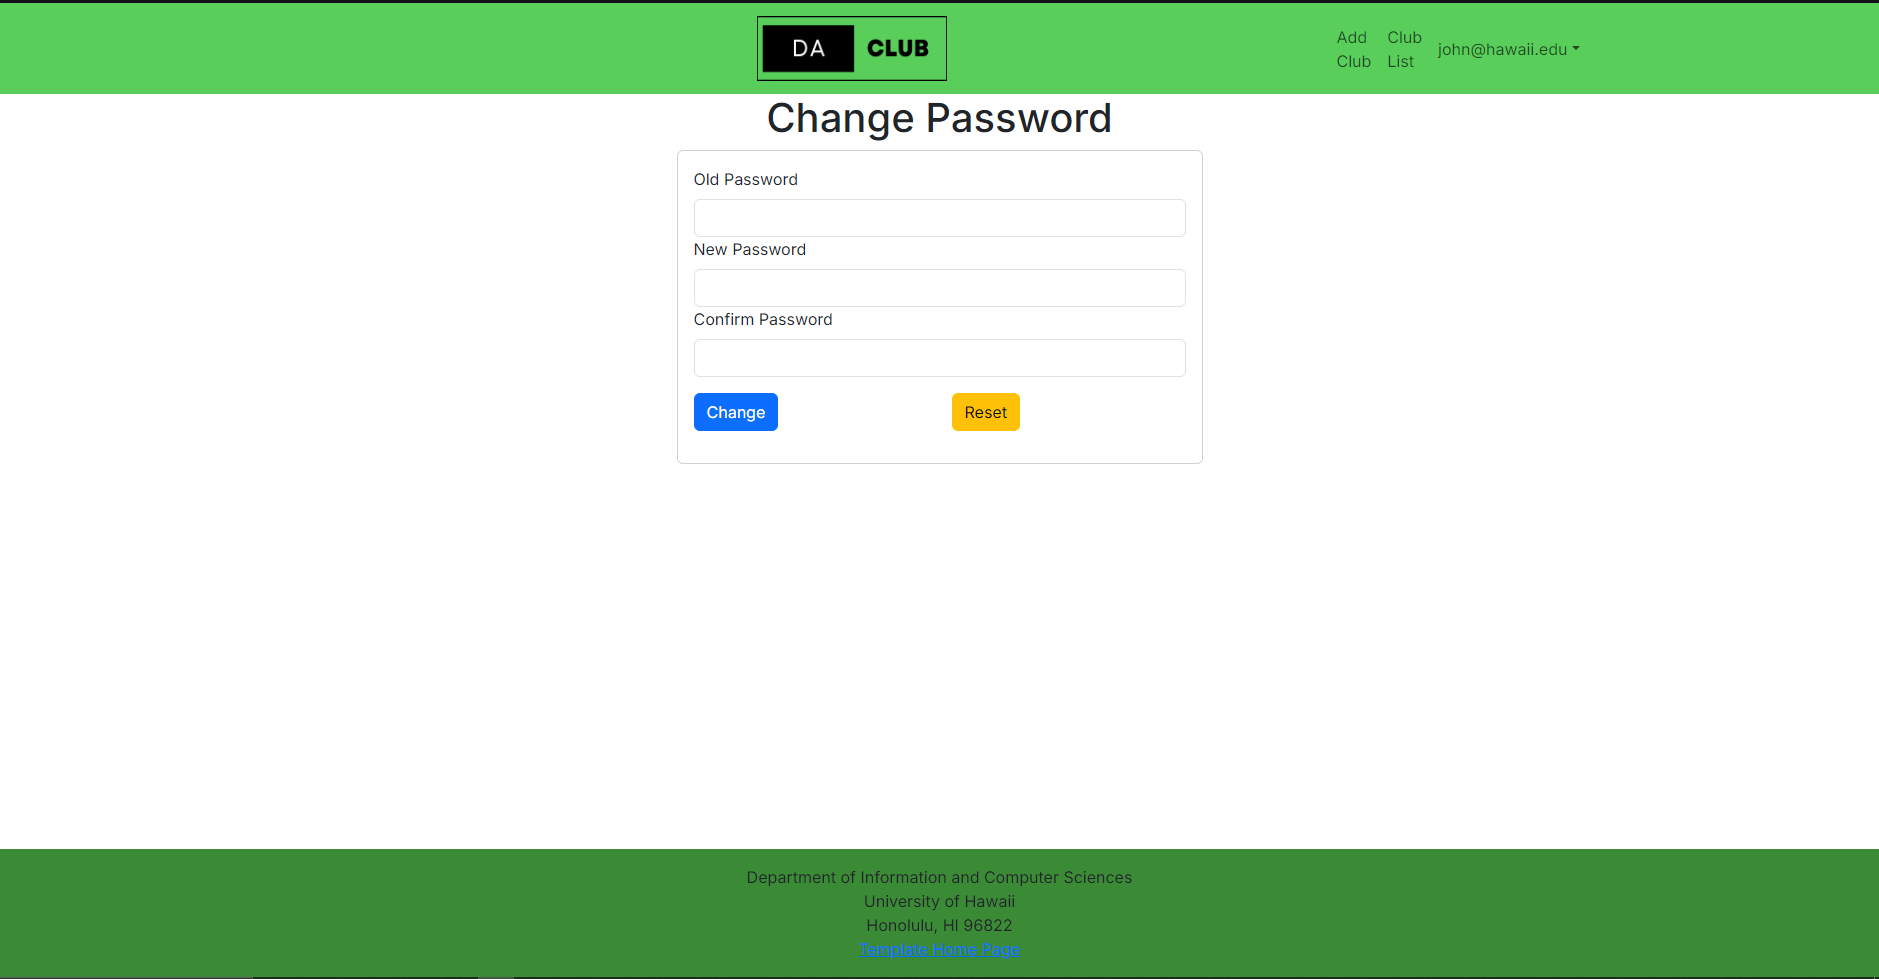 DA CLUB
Add Club
Club List
john@hawaii.edu
Change Password
Old Password
New Password
Confirm Password
Change
Reset
Department of Information and Computer Sciences
University of Hawaii
Honolulu, HI 96822
Template Home Page